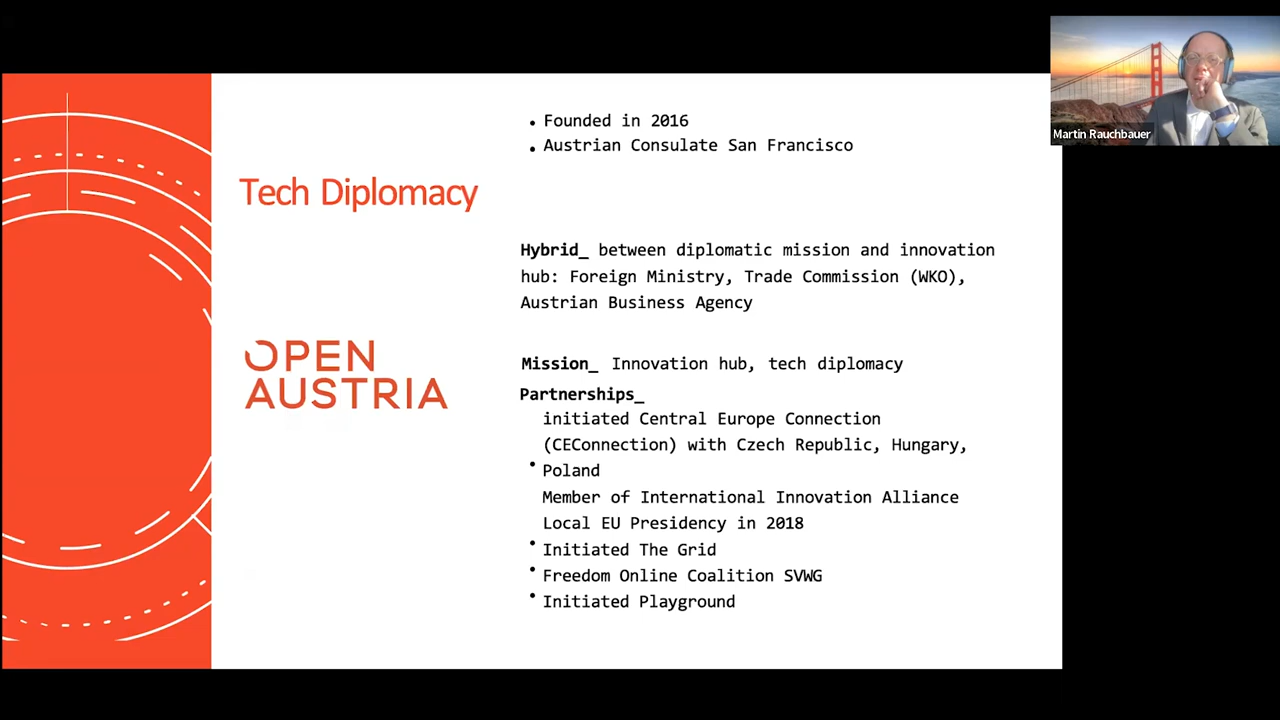 Founded in 2016
Austrian Consulate San Francisco
Tech Diplomacy
Hybrid_ between diplomatic mission and innovation
hub: Foreign Ministry, Trade Commission (WKO),
Austrian Business Agency
OPEN
AUSTRIA
Mission_ Innovation hub, tech diplomacy
Partnerships_
initiated Central Europe Connection
(CEConnection) with Czech Republic, Hungary,
Poland
Member of International Innovation Alliance
Local EU Presidency in 2018
Initiated The Grid
Freedom Online Coalition SVWG
Initiated Playground
Martin Rauchbauer